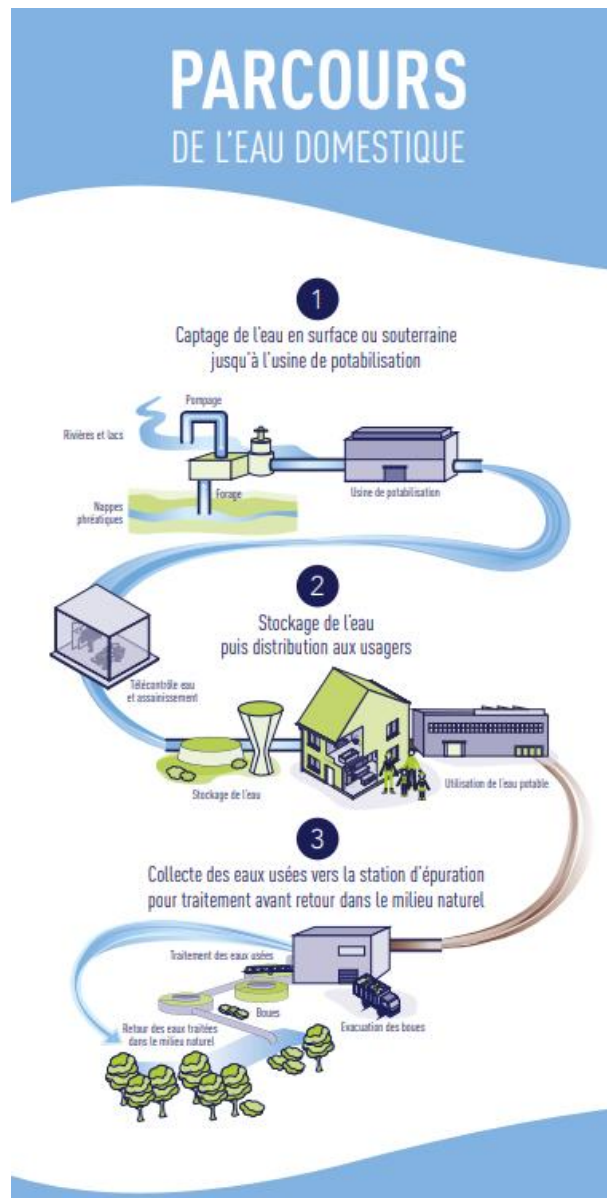 PARCOURS
DE L'EAU DOMESTIQUE
1
Captage de l'eau en surface ou souterraine
jusqu'à l'usine de potabilisation
Pompage
Rivières et lacs
Forage
Usine de potabilisation
Nappes
phréatiques
2
Stockage de l'eau
puis distribution aux usagers
Télécontrôle eau
et assainissement
Stockage de l'eau
Utilisation de l'eau potable
3
Collecte des eaux usées vers la station d'épuration
pour traitement avant retour dans le milieu naturel
Traitement des eaux usées
Boues
Evacuation des boues
Retour des eaux traitées
dans le milieu naturel